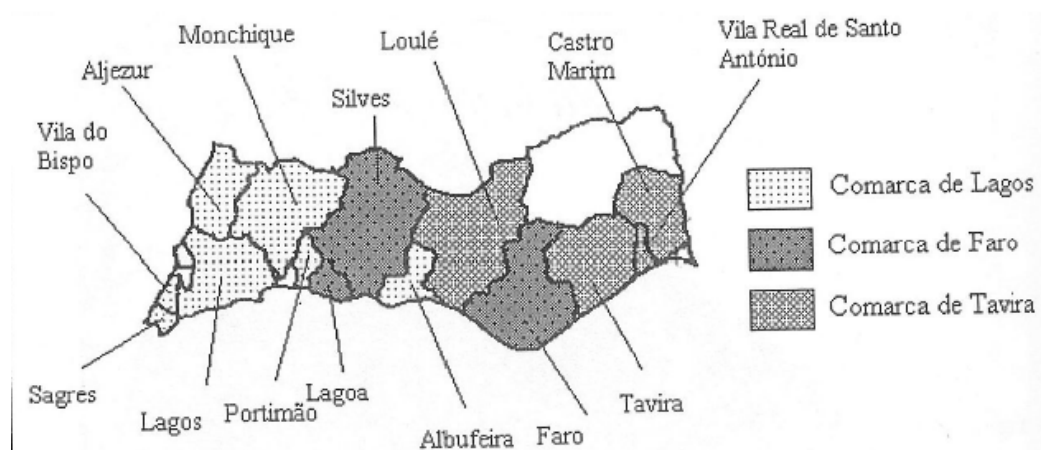 Monchique
Loulé
Castro
Marim
Vila Real de Santo
António
Aljezur
Silves
Vila do
Bispo
Comarca de Lagos
Comarca de Faro
Comarca de Tavira
Sagres
Lagos
Portimão
Lagoa
Albufeira
Faro
Tavira